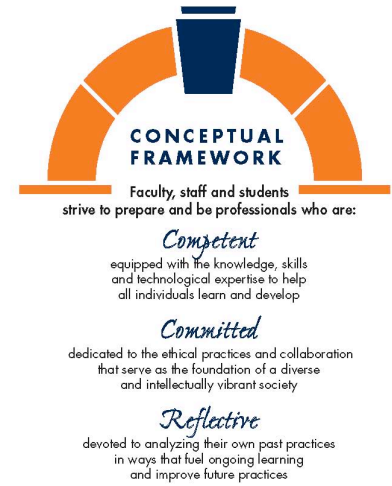 CONCEPTUAL
FRAMEWORK
Faculty, staff and students
strive to prepare and be professionals who are:
Competent
equipped with the knowledge, skills
and technological expertise to help
all individuals learn and develop
Committed
dedicated to the ethical practices and collaboration
that serve as the foundation of a diverse
and intellectually vibrant society
Reflective
devoted to analyzing their own past practices
in ways that fuel ongoing learning
and improve future practices